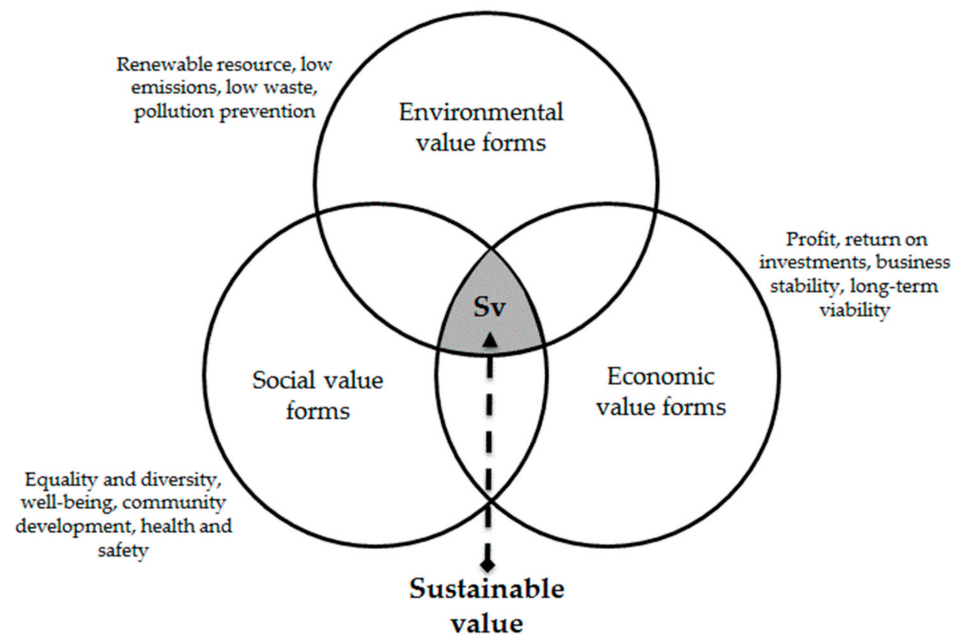 Renewable resource, low
emissions, low waste,
pollution prevention
Environmental
value forms
Profit, return on
investments, business
stability, long-term
viability
Sv
Social value
forms
Economic
value forms
Equality and diversity,
well-being, community
development, health and
safety
Sustainable
value